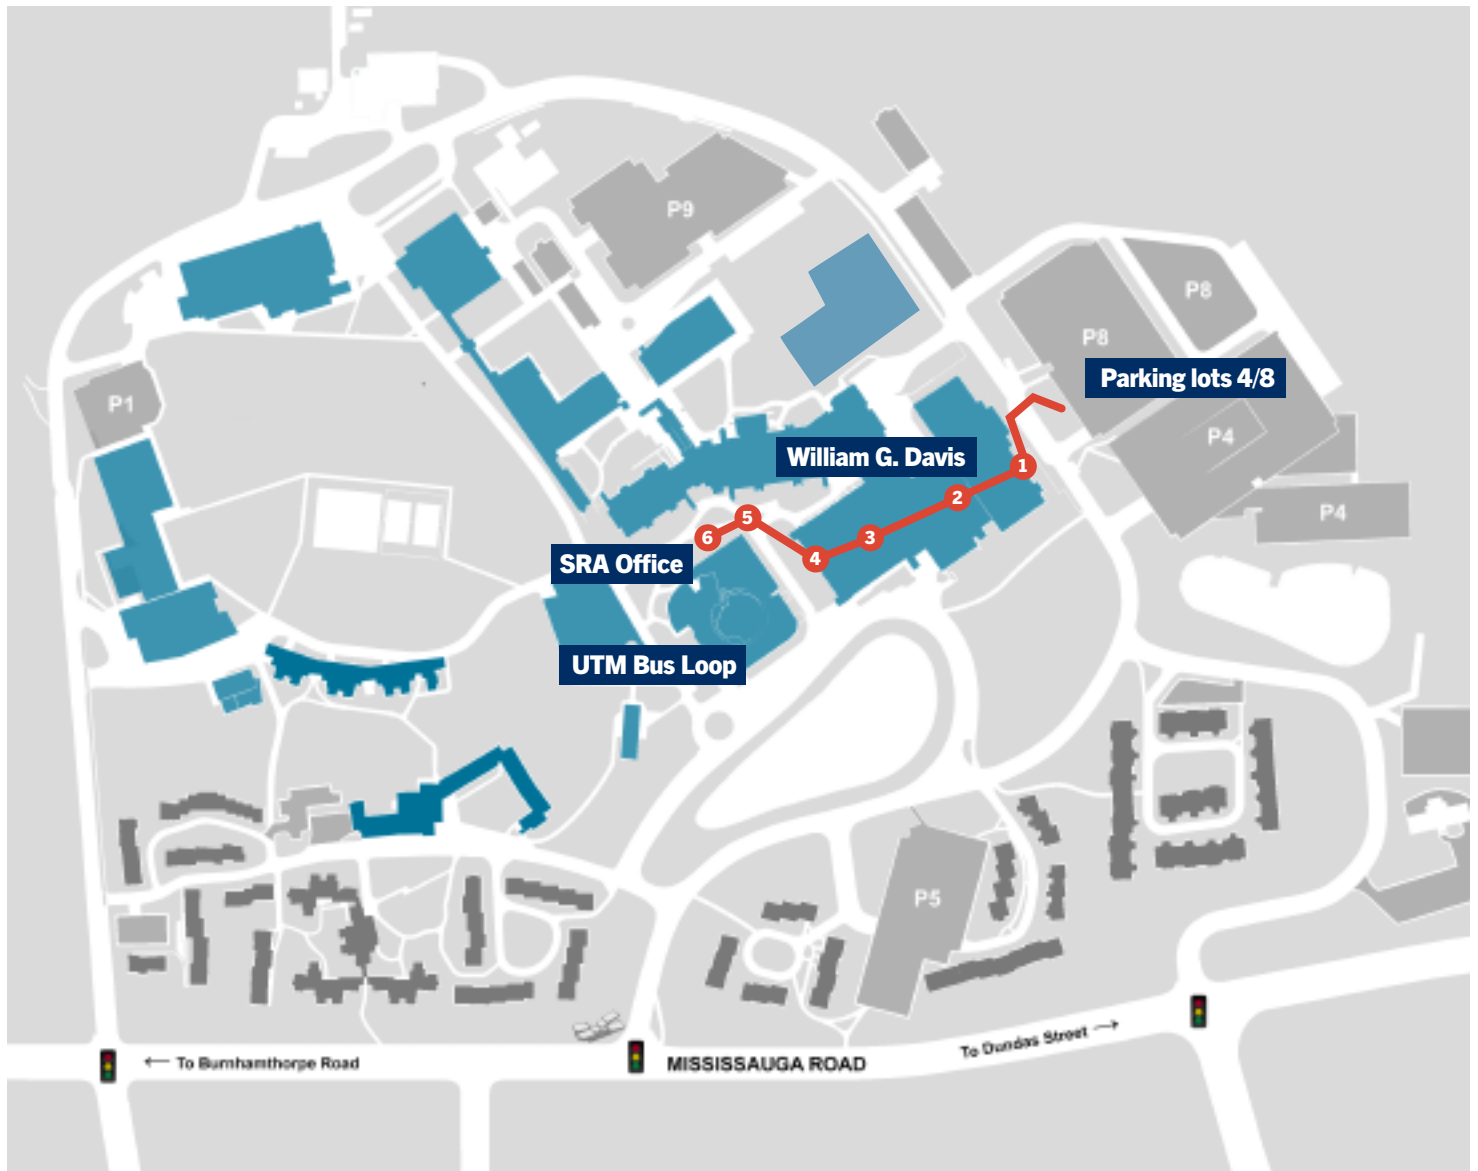 P9
P8
P8
Parking lots 4/8
P1
P4
William G. Davis
1
2
P4
5
6
3
4
SRA Office
UTM Bus Loop
P5
To Dundas Street →
← To Burnhamthorpe Road
MISSISSAUGA ROAD